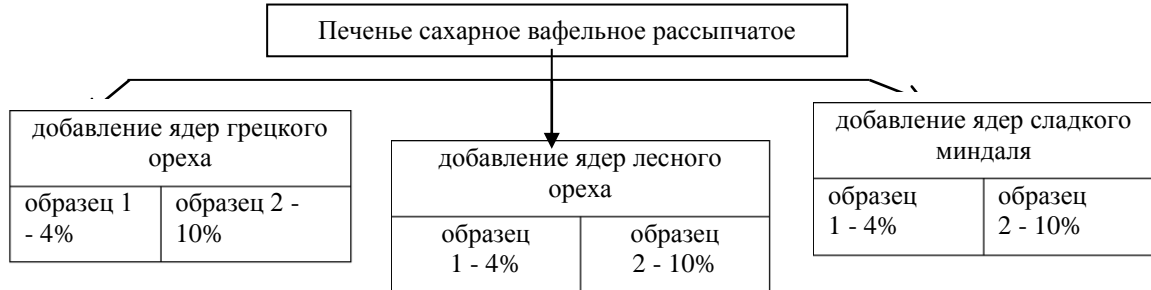 Печенье сахарное вафельное рассыпчатое
добавление ядер грецкого
ореха
образец 1
- 4%
образец 2 -
10%
добавление ядер лесного
ореха
образец
1 - 4%
образец
2 - 10%
добавление ядер сладкого
миндаля
образец
1 - 4%
образец
2 - 10%